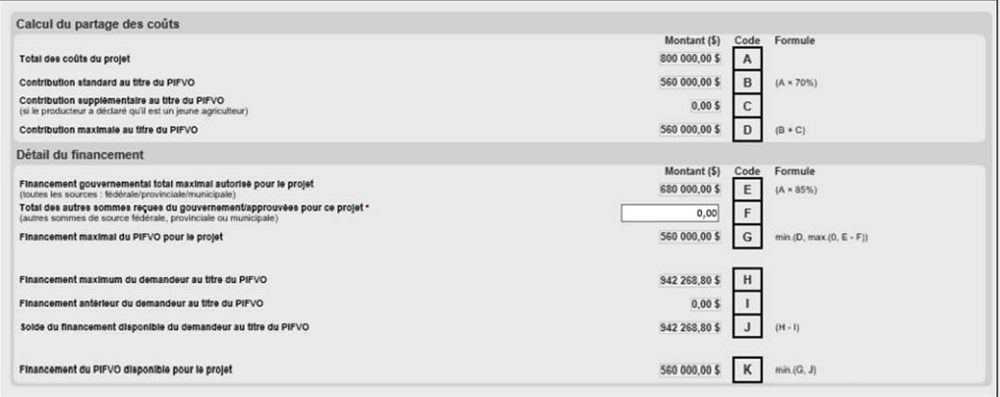 Calcul du partage des coûts
Montant ($) Code Formule
Total des coûts du projet 800 000,00 $ A
Contribution standard au titre du PIFVO 560 000,00 $ B (A × 70%)
Contribution supplémentaire au titre du PIFVO 0,00 $ C
(si le producteur a déclaré qu'il est un jeune agriculteur)
Contribution maximale au titre du PIFVO 560 000,00 $ D (B + C)
Détail du financement
Montant ($) Code Formule
Financement gouvernemental total maximal autorisé pour le projet 680 000,00 $ E (A × 85%)
(toutes les sources : fédérale/provinciale/municipale)
Total des autres sommes reçues du gouvernement/approuvées pour ce projet * 0,00 F
(autres sommes de source fédérale, provinciale ou municipale)
Financement maximal du PIFVO pour le projet 560 000,00 $ G min.(D, max.(0, E - F))
Financement maximum du demandeur au titre du PIFVO 942 268,80 $ H
Financement antérieur du demandeur au titre du PIFVO 0,00 $ I
Solde du financement disponible du demandeur au titre du PIFVO 942 268,80 $ J (H - I)
Financement du PIFVO disponible pour le projet 560 000,00 $ K min.(G, J)